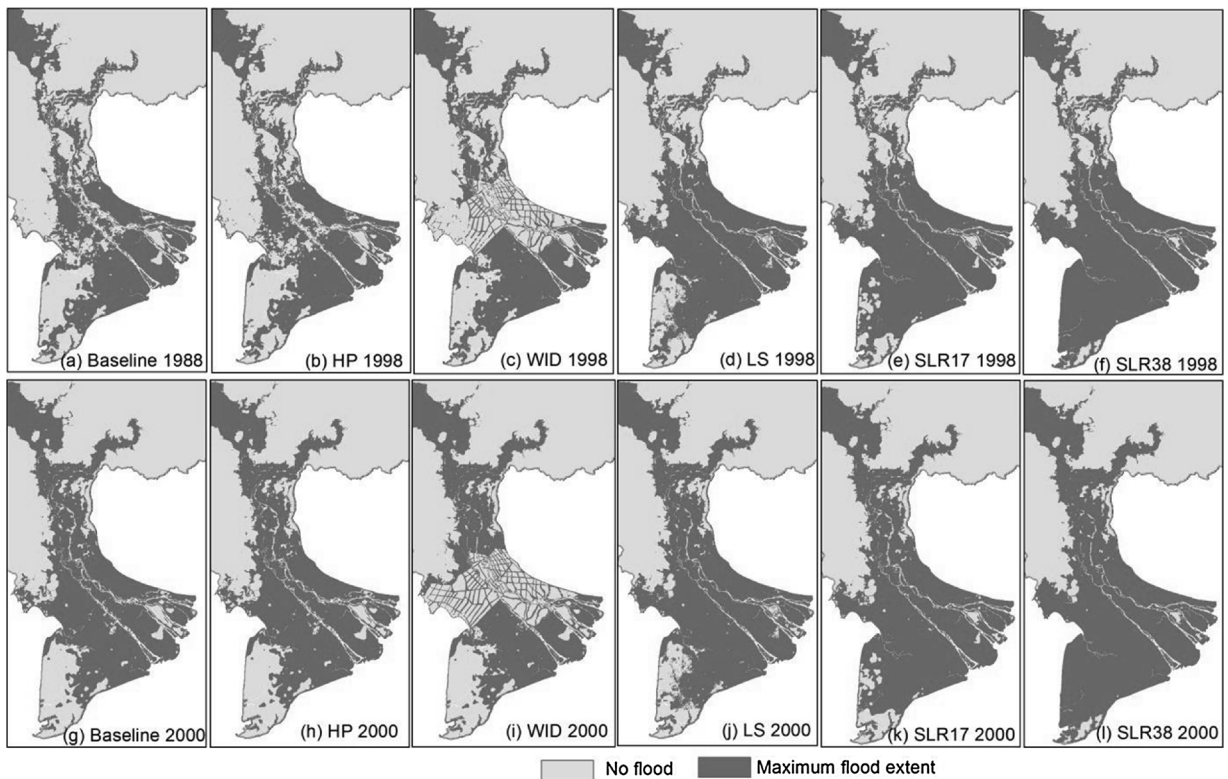 (a) Baseline 1988
(b) HP 1998
(c) WID 1998
(d) LS 1998
(e) SLR17 1998
(f) SLR38 1998
(g) Baseline 2000
(h) HP 2000
(i) WID 2000
(j) LS 2000
(k) SLR17 2000
(l) SLR38 2000
No flood
Maximum flood extent